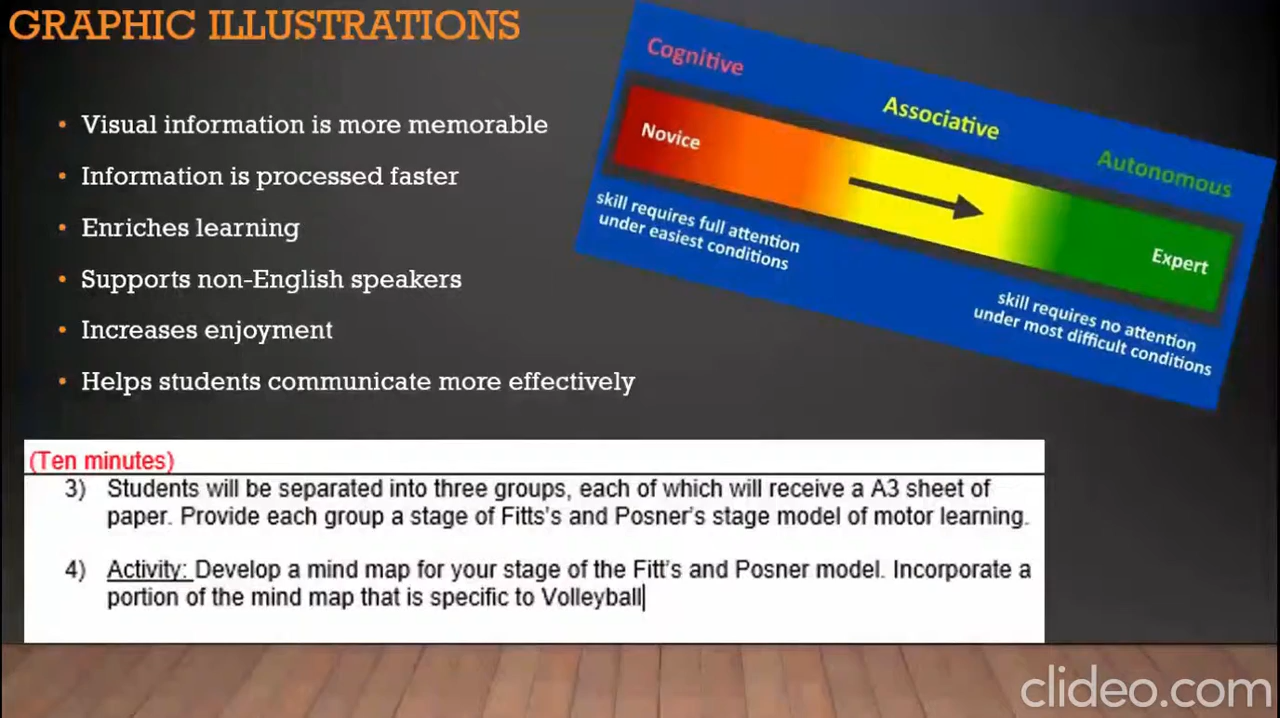 GRAPHIC ILLUSTRATIONS
• Visual information is more memorable
• Information is processed faster
• Enriches learning
• Supports non-English speakers
• Increases enjoyment
• Helps students communicate more effectively
Cognitive
Associative
Autonomous
Novice
Expert
skill requires full attention
under easiest conditions
skill requires no attention
under most difficult conditions
(Ten minutes)
3) Students will be separated into three groups, each of which will receive a A3 sheet of
paper. Provide each group a stage of Fitts's and Posner's stage model of motor learning.
4) Activity: Develop a mind map for your stage of the Fitt's and Posner model. Incorporate a
portion of the mind map that is specific to Volleyball
clideo.com